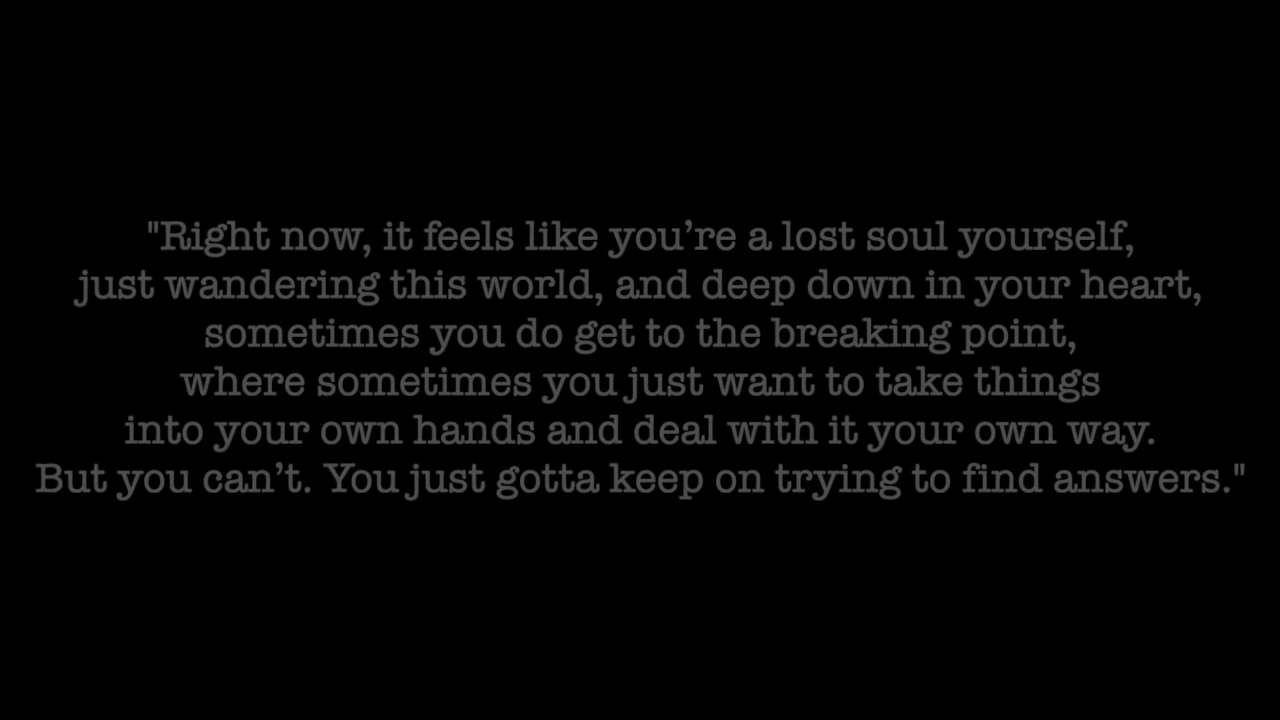 "Right now, it feels like you’re a lost soul yourself,
just wandering this world, and deep down in your heart,
sometimes you do get to the breaking point,
where sometimes you just want to take things
into your own hands and deal with it your own way.
But you can’t. You just gotta keep on trying to find answers."